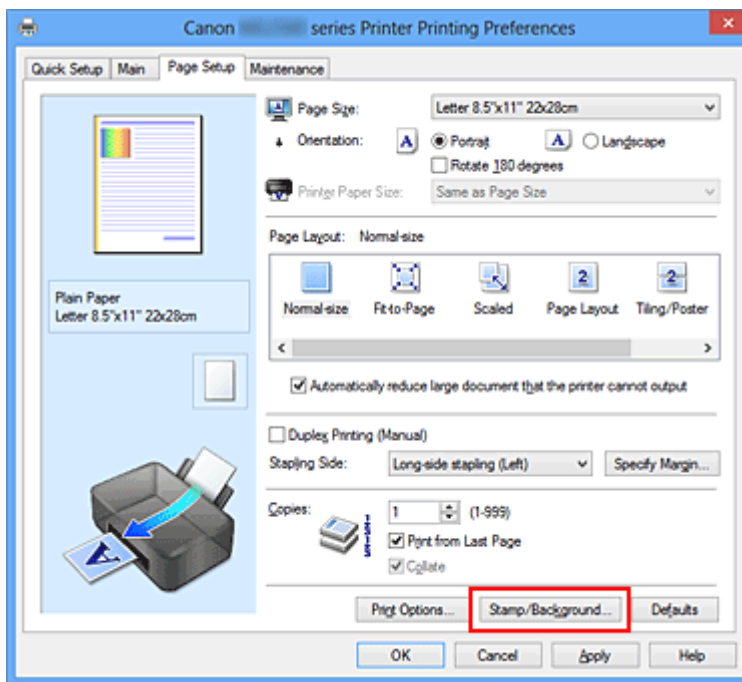 Canon series Printer Printing Preferences
Quick Setup Main Page Setup Maintenance
Page Size: Letter 8.5"x11" 22x28cm
Orientation: A Portrait A Landscape
Rotate 180 degrees
Printer Paper Size: Same as Page Size
Page Layout: Normal-size
2 2
Normal-size Fit-to-Page Scaled Page Layout Tiling/Poster
Plain Paper
Letter 8.5"x11" 22x28cm
Automatically reduce large document that the printer cannot output
Duplex Printing (Manual)
Stapling Side: Long-side stapling (Left) Specify Margin...
Copies: 1 (1-999)
Print from Last Page
Collate
A
Print Options... Stamp/Background... Defaults
OK Cancel Apply Help